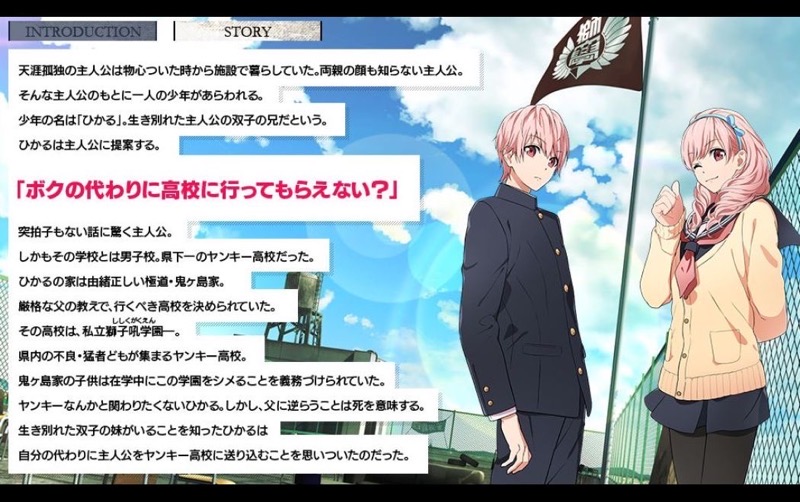 INTRODUCTION
STORY
天涯孤独の主人公は物心ついた時から施設で暮らしていた。両親の顔も知らない主人公。
そんな主人公のもとに一人の少年があらわれる。
少年の名は「ひかる」。生き別れた主人公の双子の兄だという。
ひかるは主人公に提案する。
「ボクの代わりに高校に行ってもらえない?」
突拍子もない話に驚く主人公。
しかもその学校とは男子校。県下一のヤンキー高校だった。
ひかるの家は由緒正しい極道・鬼ヶ島家。
厳格な父の教えで、行くべき高校を決められていた。
ししくがくえん
その高校は、私立獅子吼学園―。
県内の不良・猛者どもが集まるヤンキー高校。
鬼ヶ島家の子供は在学中にこの学園をシメることを義務づけられていた。
ヤンキーなんかと関わりたくないひかる。しかし、父に逆らうことは死を意味する。
生き別れた双子の妹がいることを知ったひかるは
自分の代わりに主人公をヤンキー高校に送り込むことを思いついたのだった。